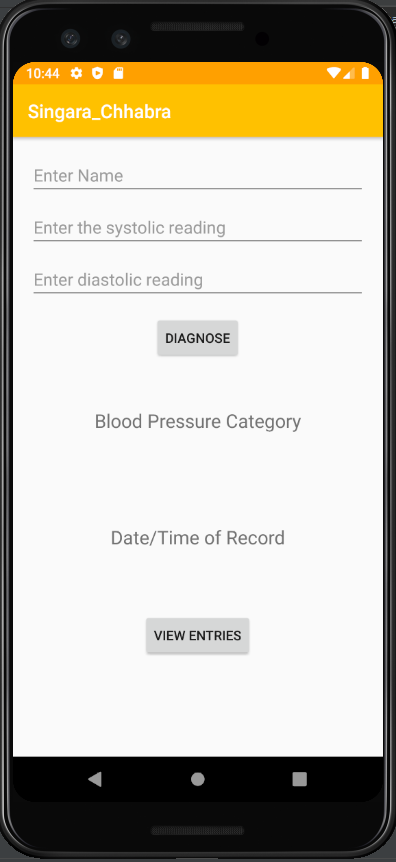 10:44
Singara_Chhabra
Enter Name
Enter the systolic reading
Enter diastolic reading
DIAGNOSE
Blood Pressure Category
Date/Time of Record
VIEW ENTRIES